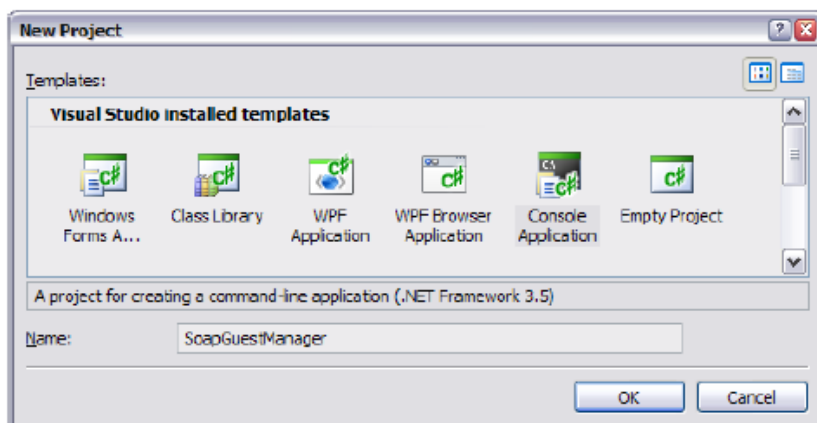 New Project
Templates:
Visual Studio installed templates
Windows Forms A...
Class Library
WPF Application
WPF Browser Application
Console Application
Empty Project
A project for creating a command-line application (.NET Framework 3.5)
Name:
SoapGuestManager
OK
Cancel